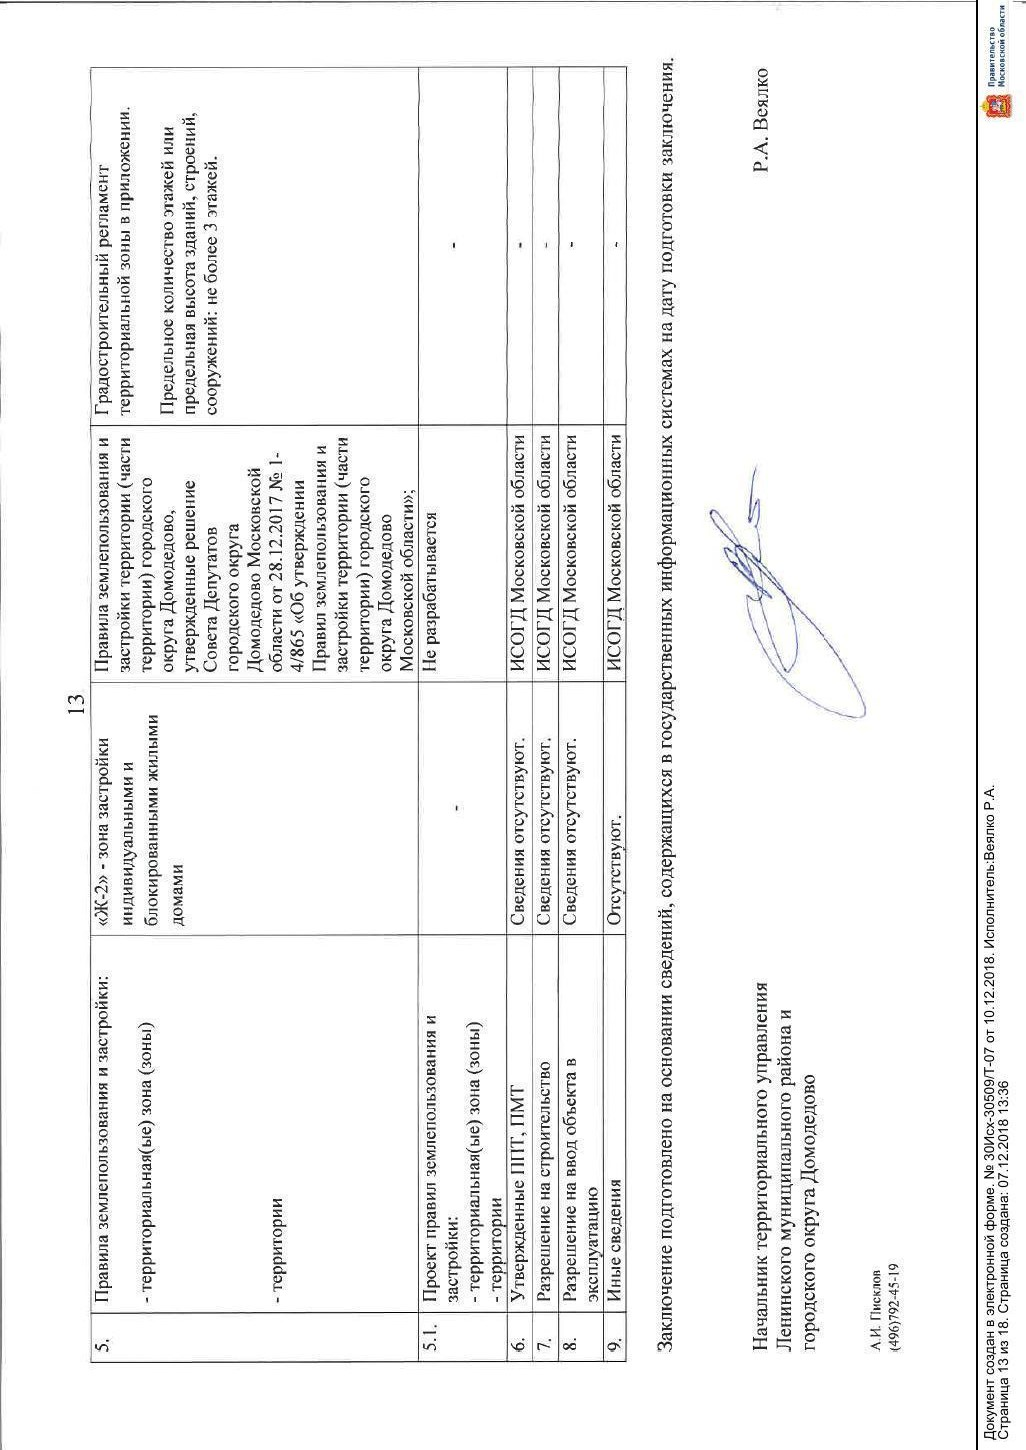 13
5.
Правила землепользования и застройки:
- территориальная(ые) зона (зоны)
- территории
«Ж-2» - зона застройки
индивидуальными и
блокированными жилыми
домами
Правила землепользования и
застройки территории (части
территории) городского
округа Домодедово,
утвержденные решение
Совета Депутатов
городского округа
Домодедово Московской
области от 28.12.2017 № 1-
4/865 «Об утверждении
Правил землепользования и
застройки территории (части
территории) городского
округа Домодедово
Московской области»;
Градостроительный регламент
территориальной зоны в приложении.
Предельное количество этажей или
предельная высота зданий, строений,
сооружений: не более 3 этажей.
5.1.
Проект правил землепользования и
застройки:
- территориальная(ые) зона (зоны)
- территории
-
Не разрабатывается
-
6.
Утвержденные ППТ, ПМТ
Сведения отсутствуют.
ИСОГД Московской области
-
7.
Разрешение на строительство
Сведения отсутствуют.
ИСОГД Московской области
-
8.
Разрешение на ввод объекта в
эксплуатацию
Сведения отсутствуют.
ИСОГД Московской области
-
9.
Иные сведения
Отсутствуют.
ИСОГД Московской области
-
Заключение подготовлено на основании сведений, содержащихся в государственных информационных системах на дату подготовки заключения.
Начальник территориального управления
Ленинского муниципального района и
городского округа Домодедово
Р.А. Веялко
А.И. Писклов
(496)792-45-19
Документ создан в электронной форме. № 30Исх-30509/Т-07 от 10.12.2018. Исполнитель:Веялко Р.А.
Страница 13 из 18. Страница создана: 07.12.2018 13:36
Правительство
Московской области